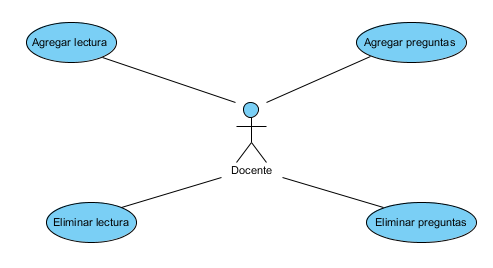 Agregar lectura
Agregar preguntas
Docente
Eliminar lectura
Eliminar preguntas